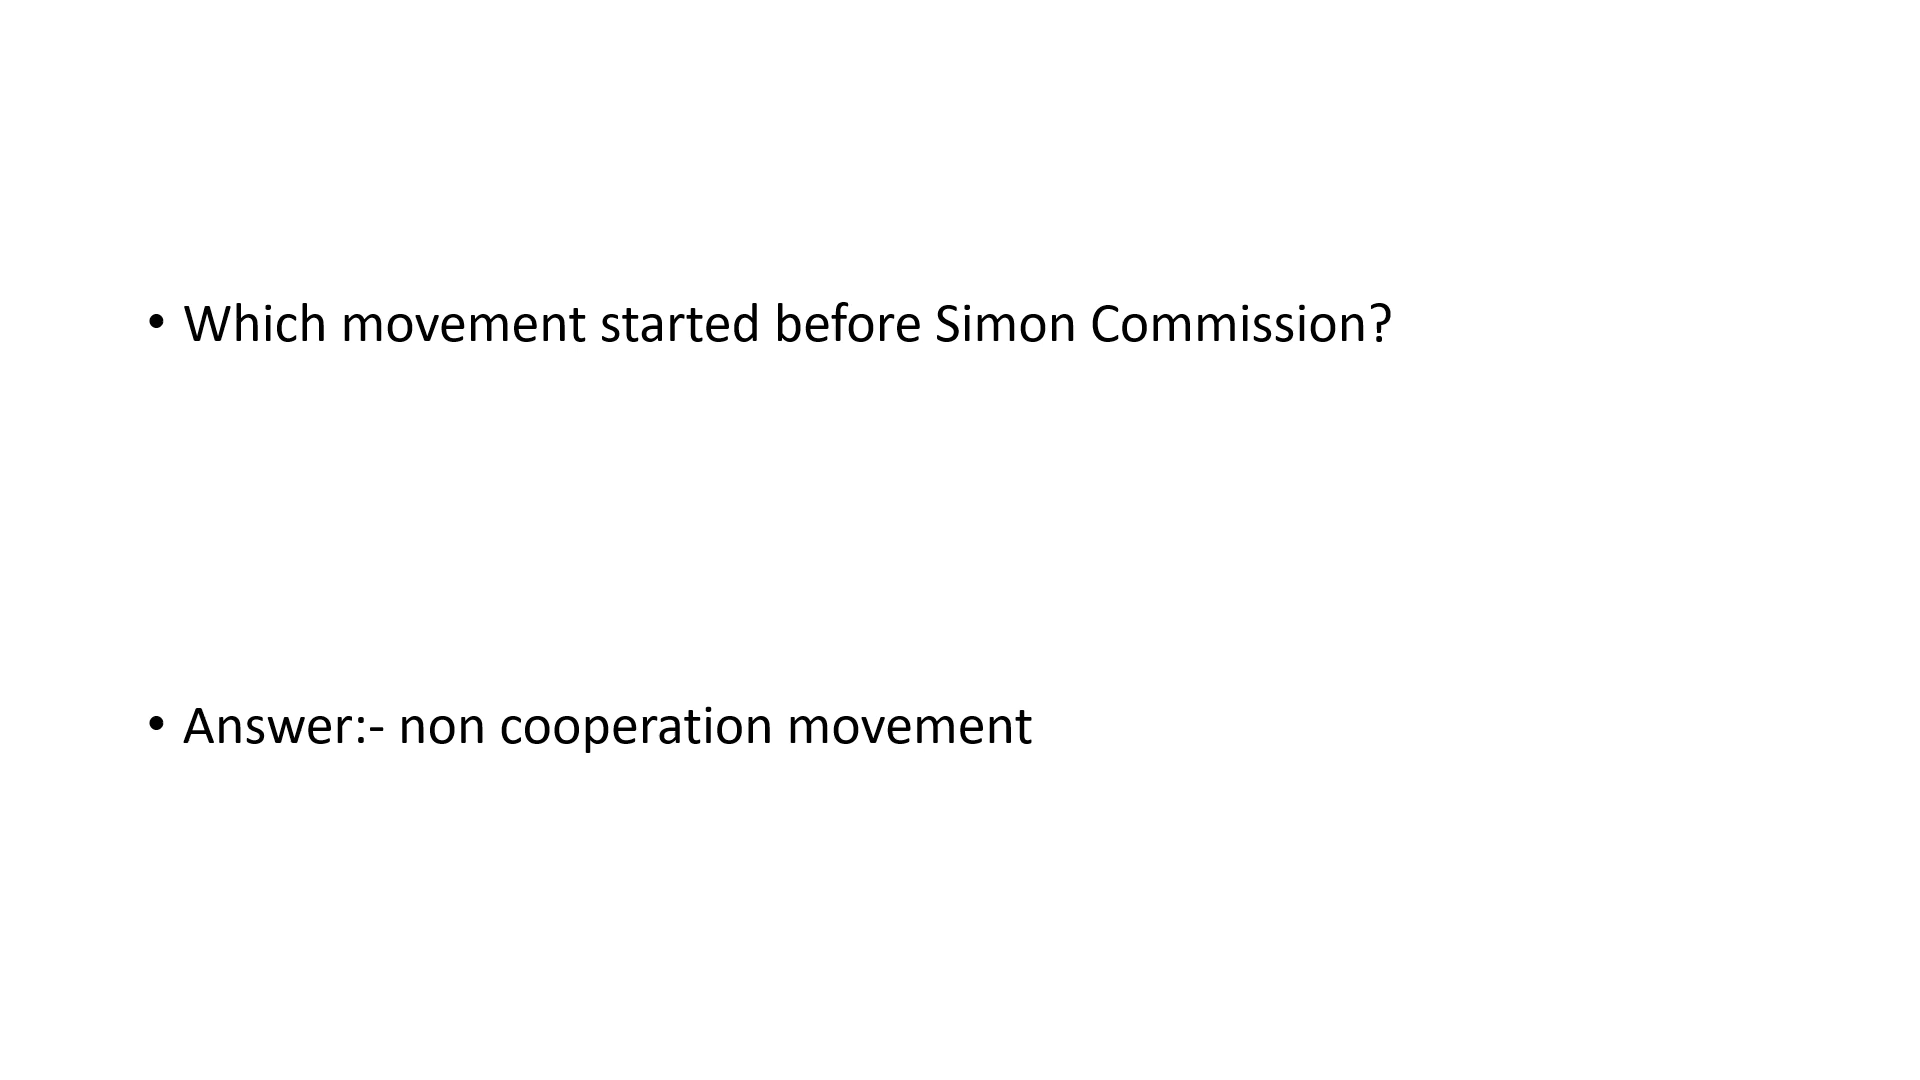 • Which movement started before Simon Commission?
• Answer:- non cooperation movement